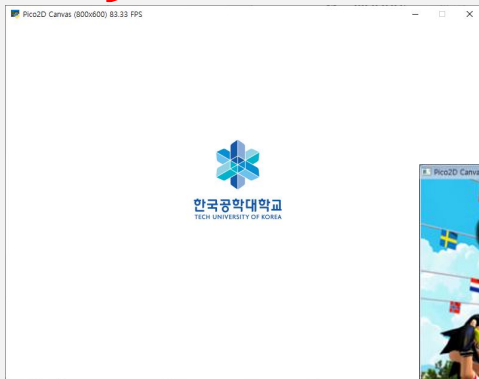 Pico2D Canvas (800x600) 83.33 FPS
한국공학대학교
TECH UNIVERSITY OF KOREA
Pico2D Canva